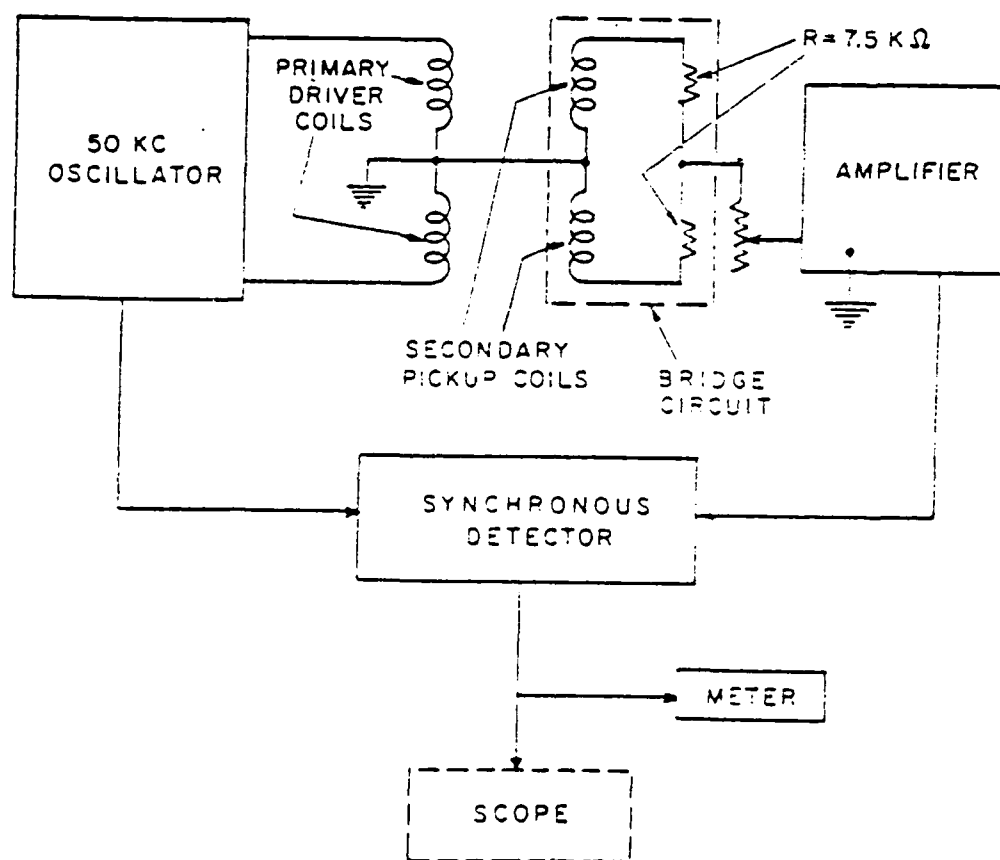 R = 7.5 K Ω
PRIMARY
DRIVER
COILS
50 KC
OSCILLATOR
AMPLIFIER
SECONDARY
PICKUP COILS
BRIDGE
CIRCUIT
SYNCHRONOUS
DETECTOR
METER
SCOPE